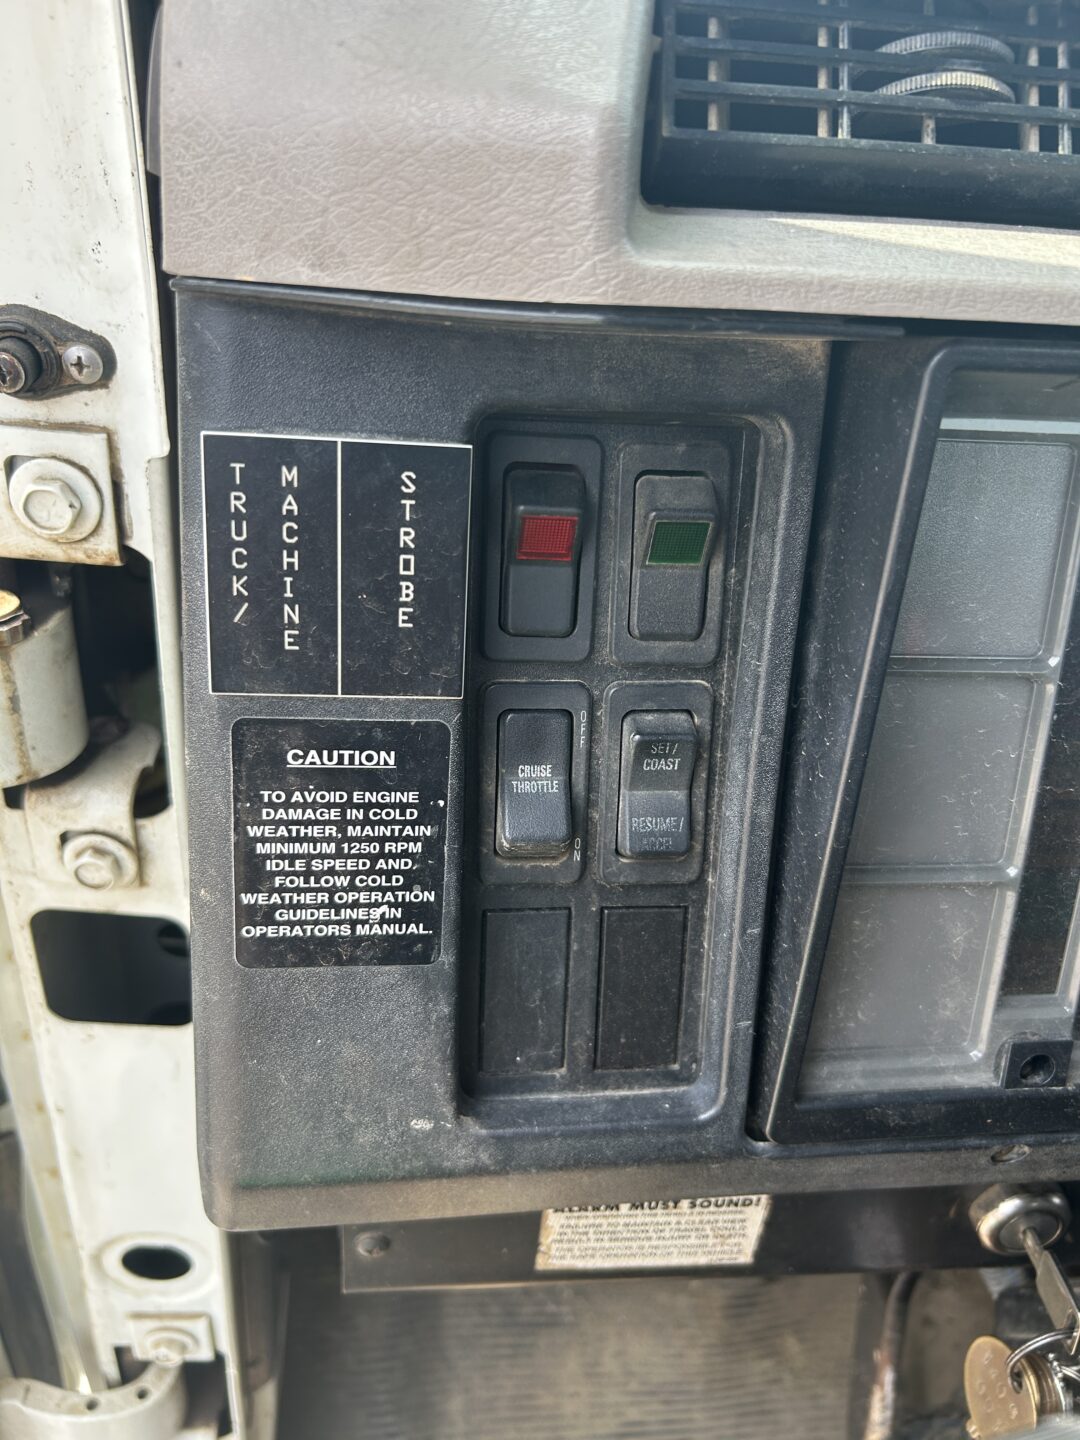 TRUCK/
MACHINE
STROBE
OFF
CRUISE
THROTTLE
ON
SET/
COAST
RESUME/
ACCEL
CAUTION
TO AVOID ENGINE
DAMAGE IN COLD
WEATHER, MAINTAIN
MINIMUM 1250 RPM
IDLE SPEED AND
FOLLOW COLD
WEATHER OPERATION
GUIDELINES IN
OPERATORS MANUAL.
ALARM MUST SOUND!